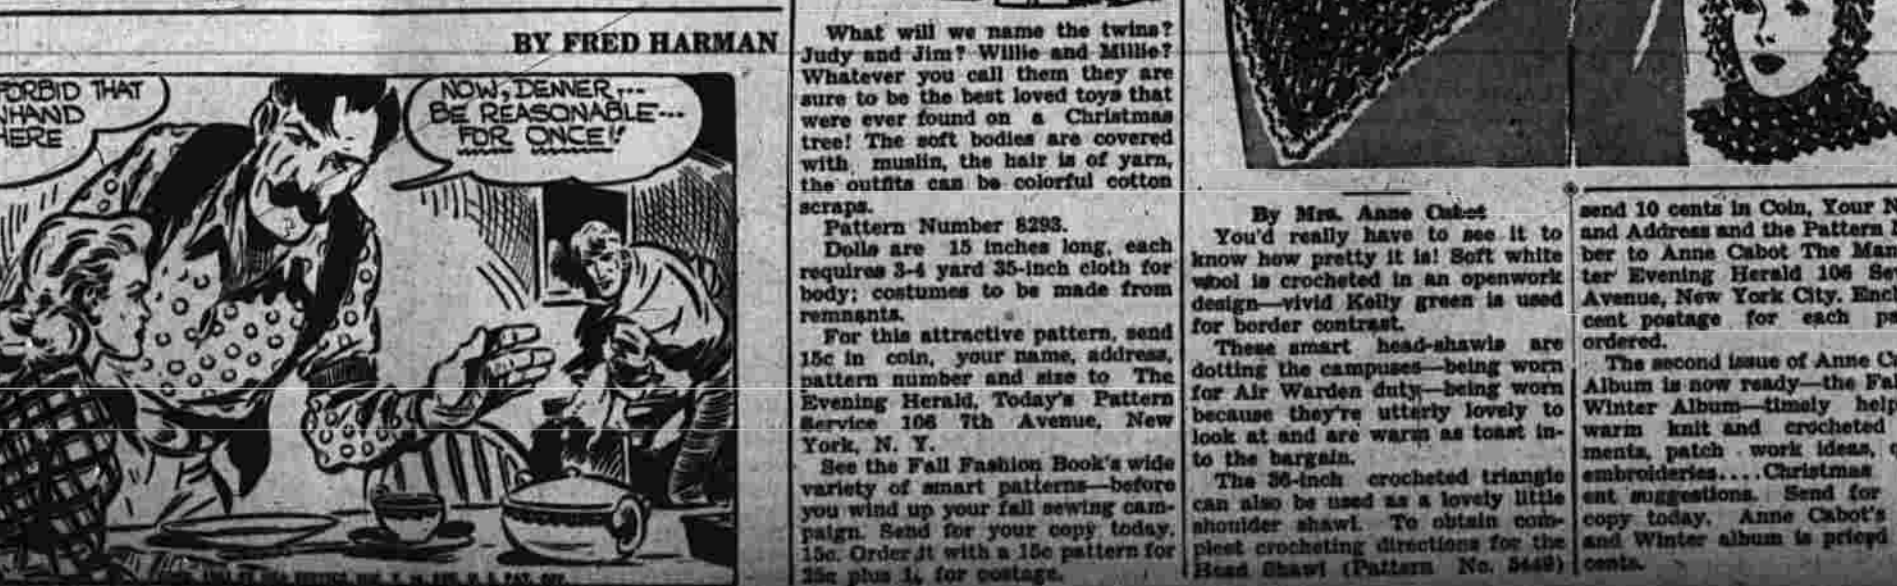 BY FRED HARMAN
FORBID THAT
HAND
HERE
NOW, DENNER...
BE REASONABLE---
FOR ONCE!!
What will we name the twins?
Judy and Jim? Willie and Millie?
Whatever you call them they are
sure to be the best loved toys that
were ever found on a Christmas
tree! The soft bodies are covered
with muslin, the hair is of yarn,
the outfits can be colorful cotton
scraps.
Pattern Number 8293.
Dolls are 15 inches long, each
requires 3-4 yard 35-inch cloth for
body; costumes to be made from
remnants.
For this attractive pattern, send
15c in coin, your name, address,
pattern number and size to The
Evening Herald, Today's Pattern
Service 106 7th Avenue, New
York, N. Y.
See the Fall Fashion Book's wide
variety of smart patterns—before
you wind up your fall sewing cam-
paign. Send for your copy today.
15c. Order it with a 15c pattern for
25c plus 1c for postage.
By Mrs. Anne Cabot
You'd really have to see it to
know how pretty it is! Soft white
wool is crocheted in an openwork
design—vivid Kelly green is used
for border contrast.
These smart head-shawls are
dotting the campuses—being worn
for Air Warden duty—being worn
because they're utterly lovely to
look at and are warm as toast in-
to the bargain.
The 36-inch crocheted triangle
can also be used as a lovely little
shoulder shawl. To obtain com-
pleet crocheting directions for the
Head Shawl (Pattern No. 5449)
send 10 cents in Coin, Your N
and Address and the Pattern
ber to Anne Cabot The Man
ter Evening Herald 106 Se
Avenue, New York City. Enc
cent postage for each p
ordered.
The second issue of Anne C
Album is now ready—the Fa
Winter Album—timely help
warm knit and crocheted
ments, patch work ideas,
embroideries....Christmas
ent suggestions. Send for
copy today. Anne Cabot's
and Winter album is priced
cents.